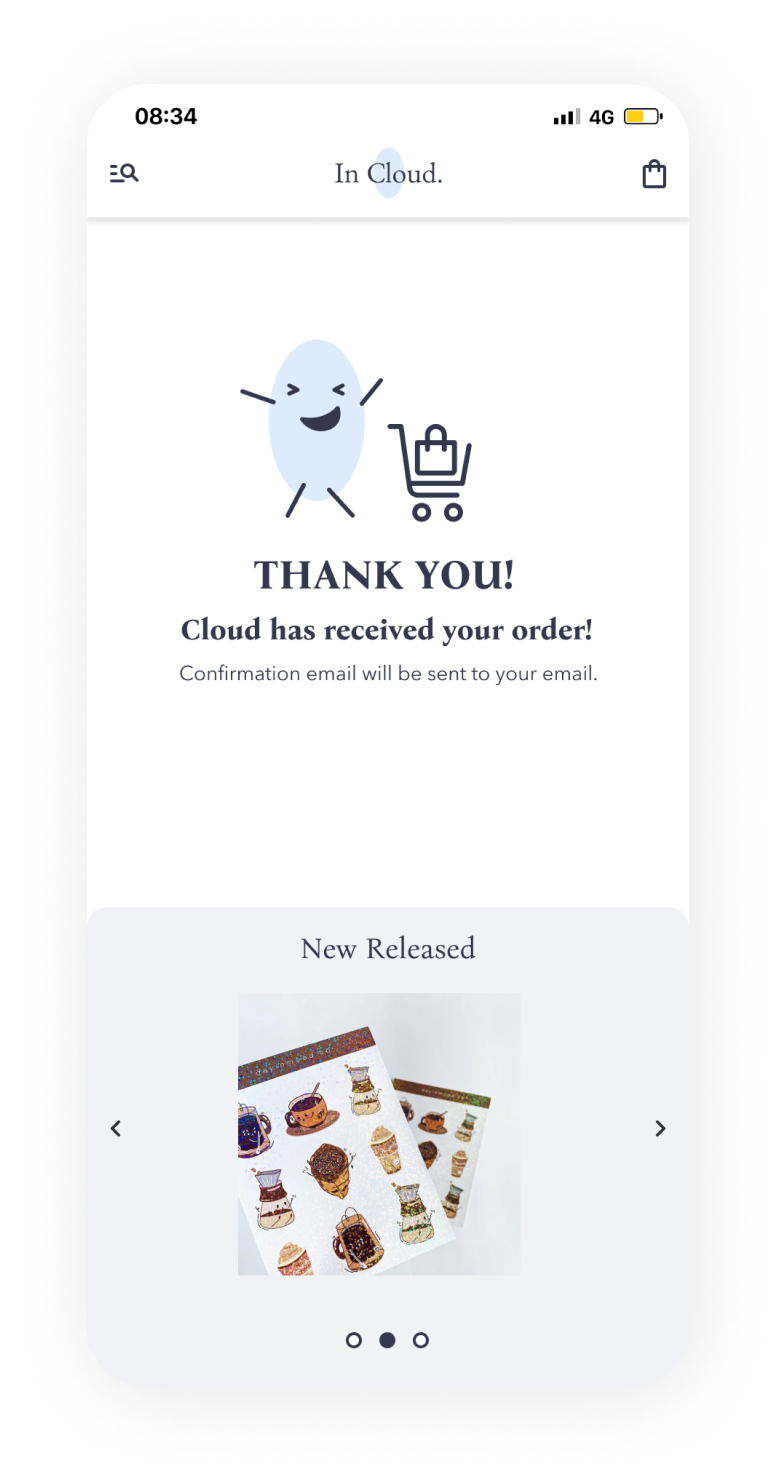 08:34
4G
In Cloud.
THANK YOU!
Cloud has received your order!
Confirmation email will be sent to your email.
New Released